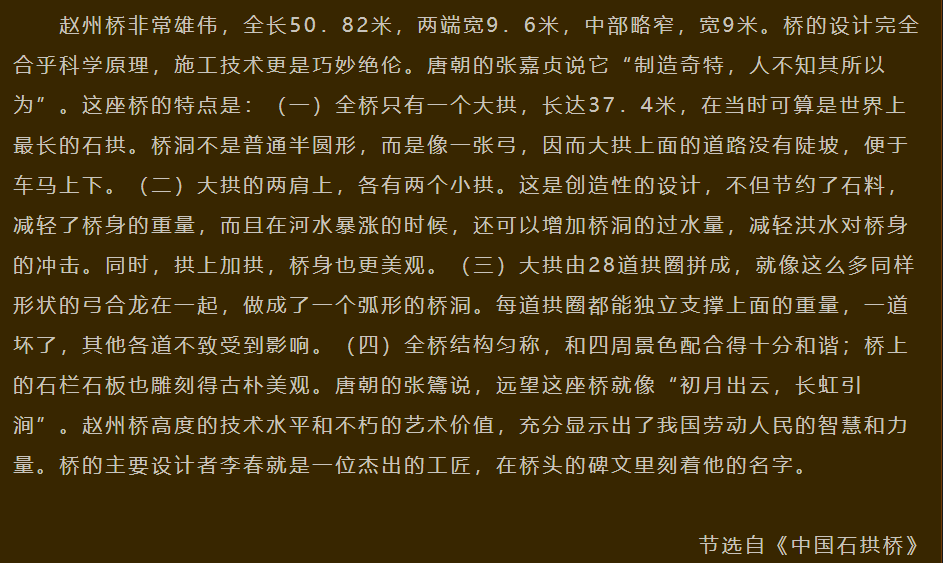 赵州桥非常雄伟，全长50．82米，两端宽9．6米，中部略窄，宽9米。桥的设计完全
合乎科学原理，施工技术更是巧妙绝伦。唐朝的张嘉贞说它“制造奇特，人不知其所以
为”。这座桥的特点是：（一）全桥只有一个大拱，长达37．4米，在当时可算是世界上
最长的石拱。桥洞不是普通半圆形，而是像一张弓，因而大拱上面的道路没有陡坡，便于
车马上下。（二）大拱的两肩上，各有两个小拱。这是创造性的设计，不但节约了石料，
减轻了桥身的重量，而且在河水暴涨的时候，还可以增加桥洞的过水量，减轻洪水对桥身
的冲击。同时，拱上加拱，桥身也更美观。（三）大拱由28道拱圈拼成，就像这么多同样
形状的弓合龙在一起，做成了一个弧形的桥洞。每道拱圈都能独立支撑上面的重量，一道
坏了，其他各道不致受到影响。（四）全桥结构匀称，和四周景色配合得十分和谐；桥上
的石栏石板也雕刻得古朴美观。唐朝的张鷟说，远望这座桥就像“初月出云，长虹引
涧”。赵州桥高度的技术水平和不朽的艺术价值，充分显示出了我国劳动人民的智慧和力
量。桥的主要设计者李春就是一位杰出的工匠，在桥头的碑文里刻着他的名字。
节选自《中国石拱桥》